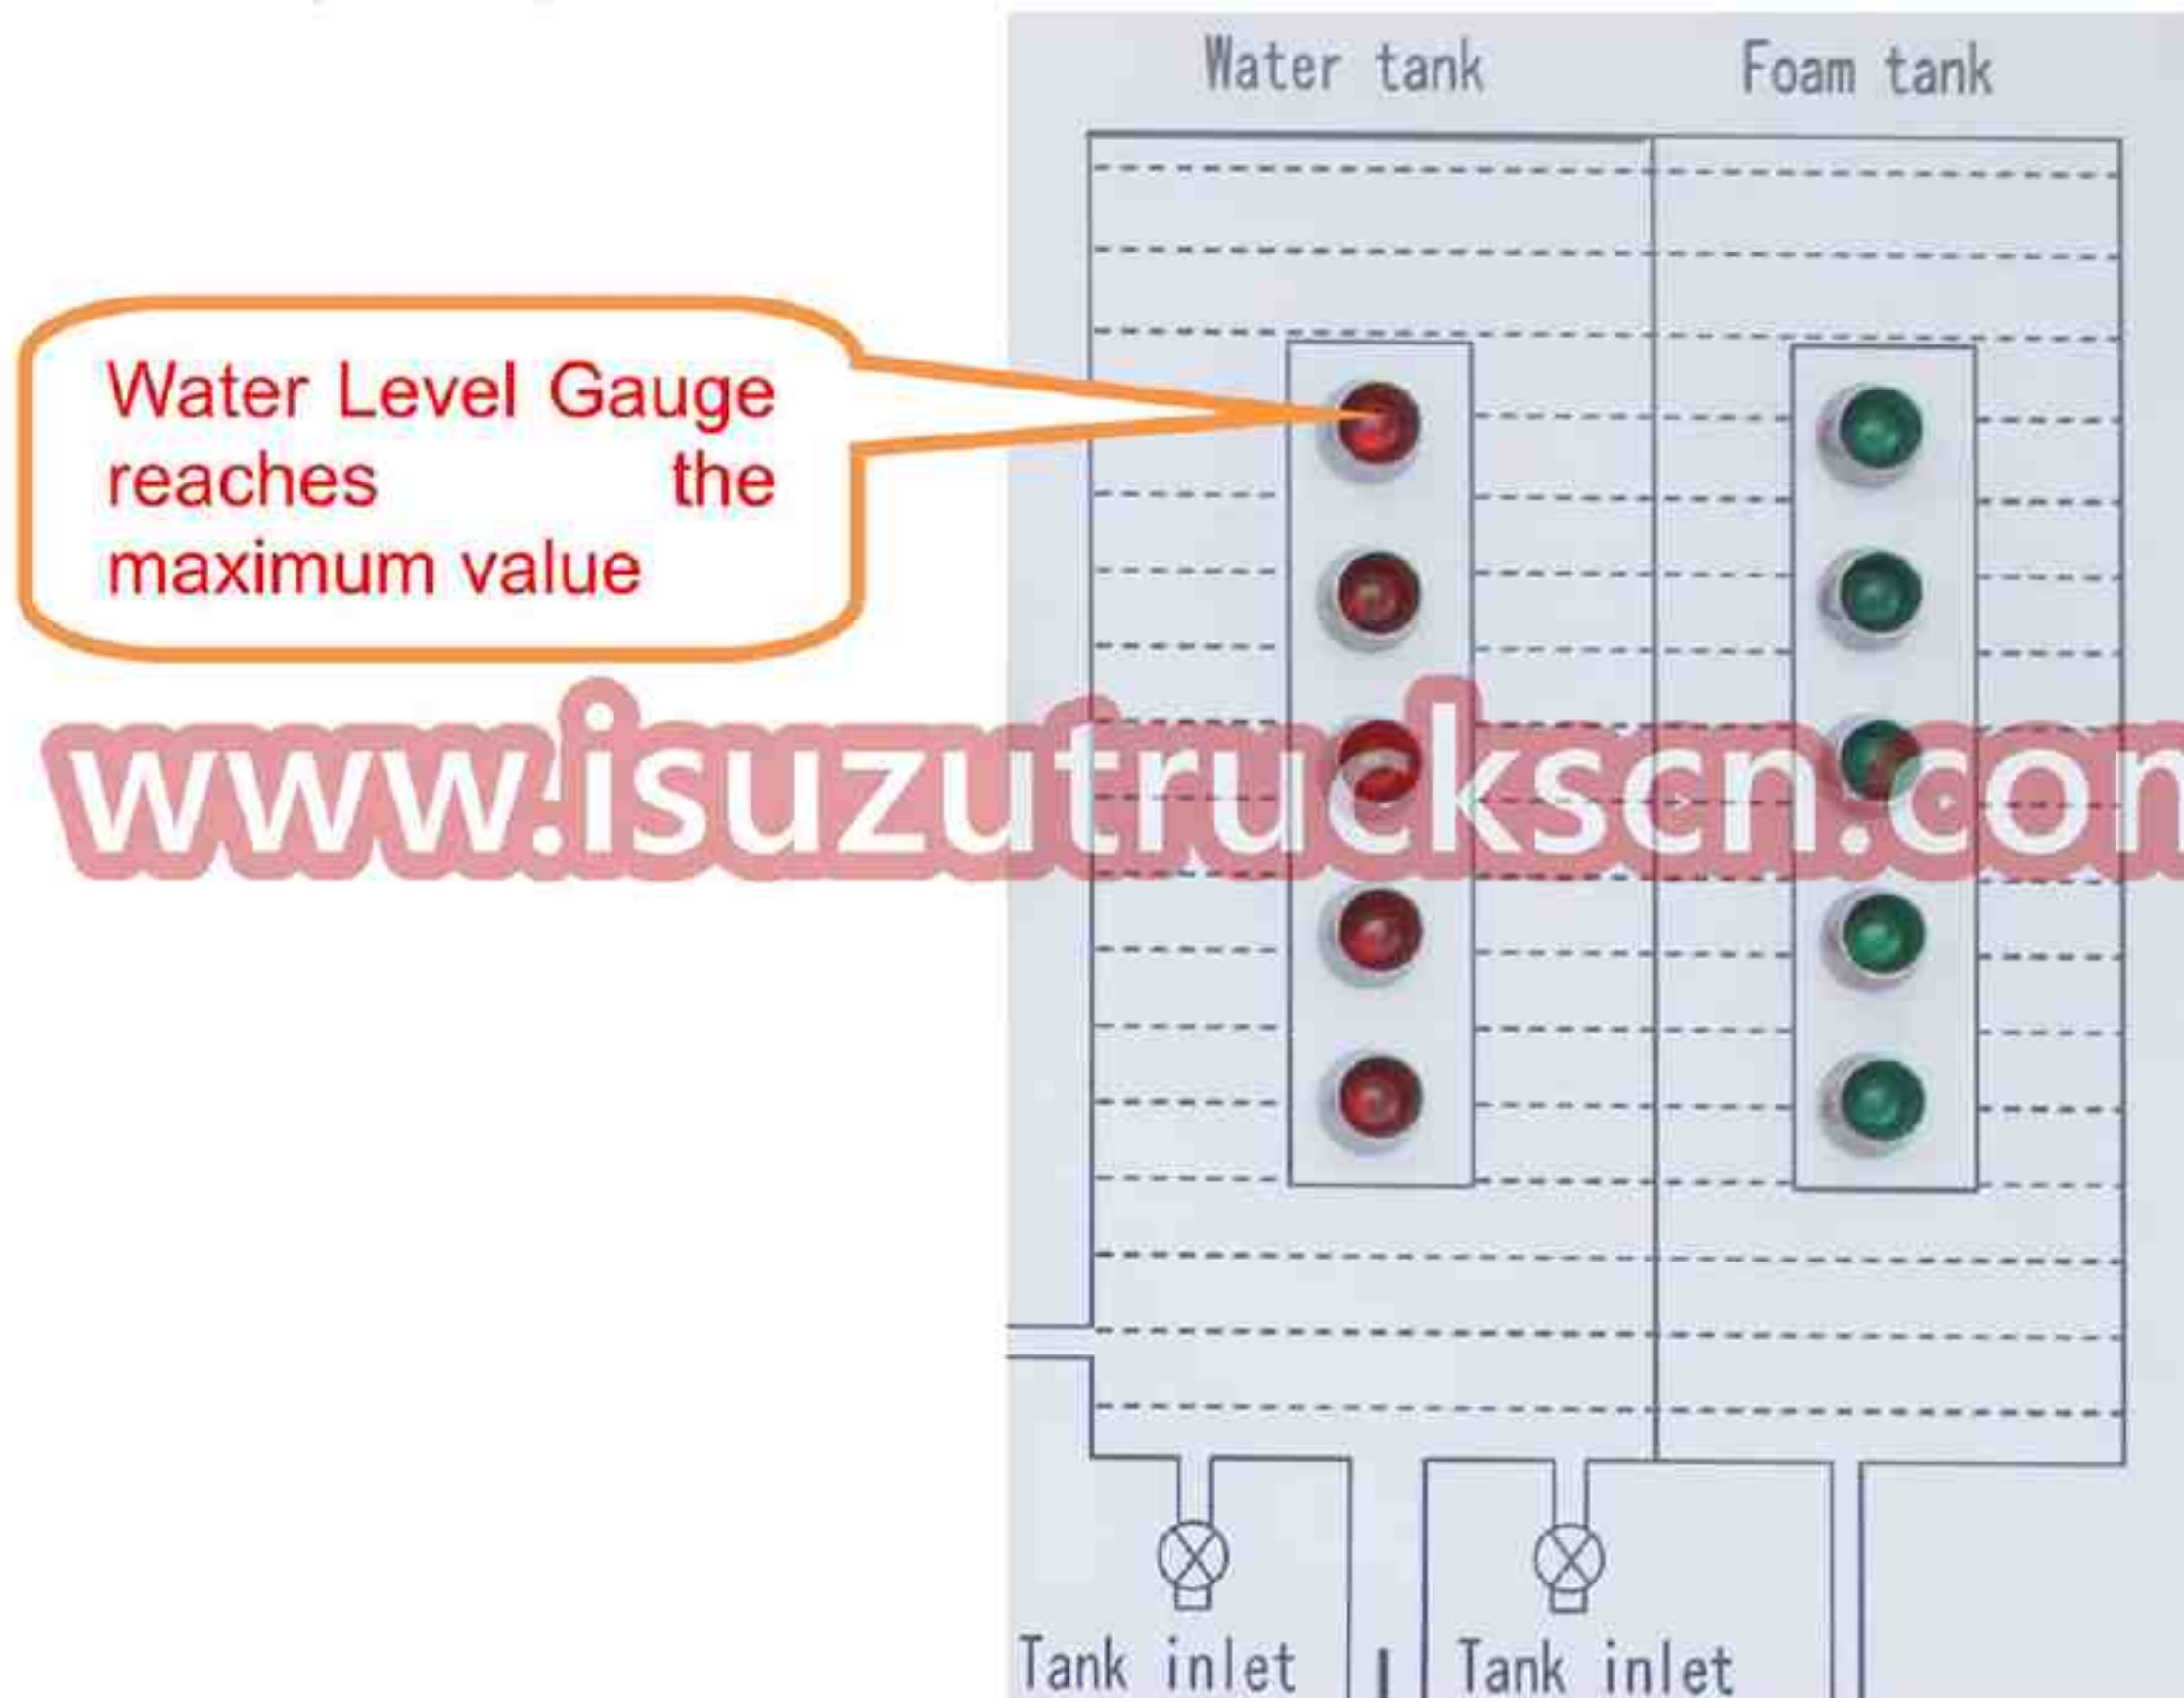 Water tank Foam tank
Water Level Gauge
reaches the
maximum value
www.isuzutruckscn.com
Tank inlet Tank inlet